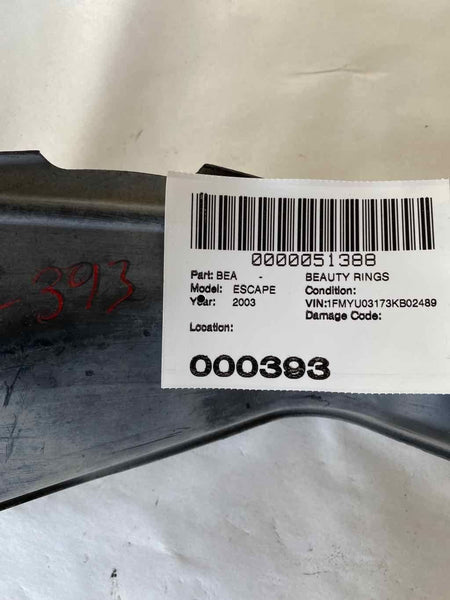 0000051388
Part: BEA - BEAUTY RINGS
Model: ESCAPE Condition:
Year: 2003 VIN:1FMYU03173KB02489
Damage Code:
Location:
000393
-393